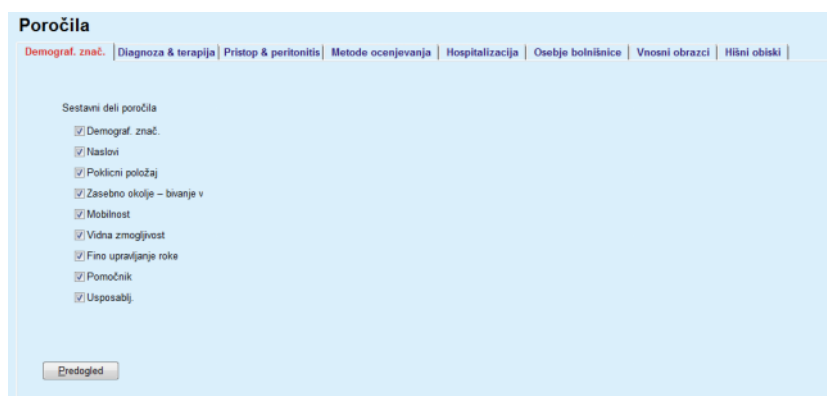 Poročila
Demograf. znač. | Diagnoza & terapija | Pristop & peritonitis | Metode ocenjevanja | Hospitalizacija | Osebje bolnišnice | Vnosni obrazci | Hišni obiski |
Sestavni deli poročila
Demograf. znač.
Naslovi
Poklicni položaj
Zasebno okolje – bivanje v
Mobilnost
Vidna zmogljivost
Fino upravljanje roke
Pomočnik
Usposablj.
Predogled